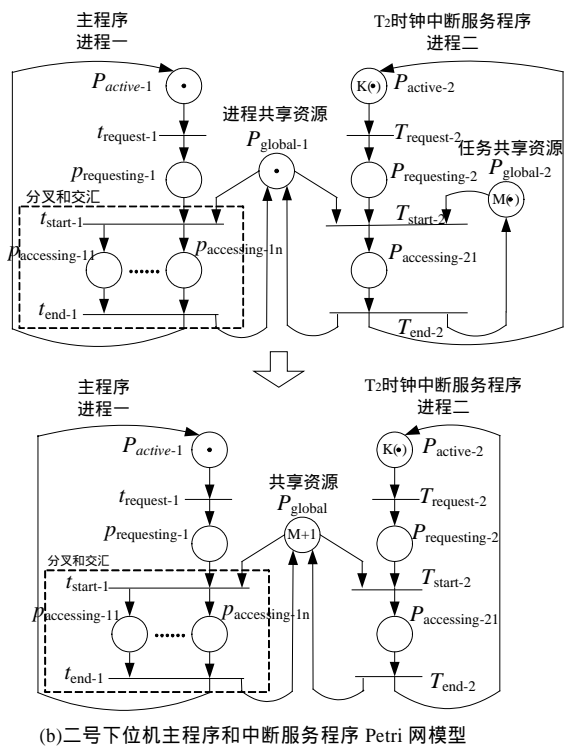 主程序
进程一
T2时钟中断服务程序
进程二
Pactive-1
K(•)
Pactive-2
进程共享资源
trequest-1
Pglobal-1
Trequest-2
任务共享资源
prequesting-1
Prequesting-2
Pglobal-2
M(•)
分叉和交汇
tstart-1
Tstart-2
paccessing-11
paccessing-1n
Paccessing-21
······
tend-1
Tend-2
主程序
进程一
T2时钟中断服务程序
进程二
Pactive-1
K(•)
Pactive-2
共享资源
trequest-1
Pglobal
Trequest-2
prequesting-1
M+1
Prequesting-2
分叉和交汇
tstart-1
Tstart-2
paccessing-11
paccessing-1n
Paccessing-21
······
tend-1
Tend-2
(b)二号下位机主程序和中断服务程序 Petri 网模型